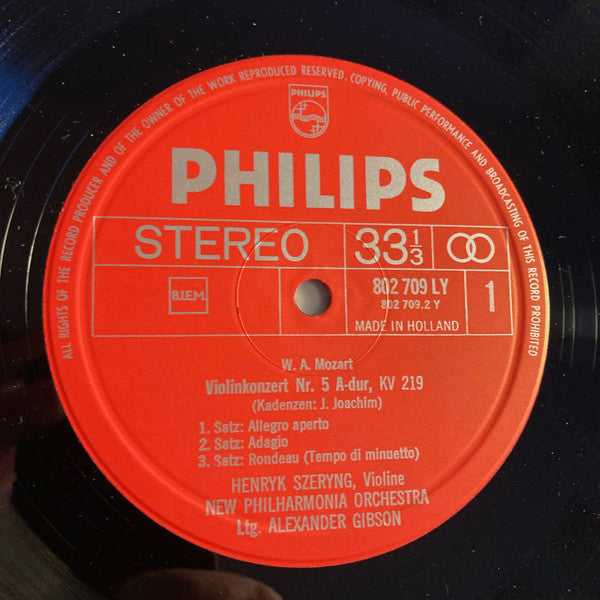 ALL RIGHTS OF THE RECORD PRODUCER AND OF THE OWNER OF THE WORK REPRODUCED RESERVED. COPYING, PUBLIC PERFORMANCE AND BROADCASTING OF THIS RECORD PROHIBITED
PHILIPS
PHILIPS
STEREO 33 1/3
B.I.E.M. 802 709 LY 1
802 709.2 Y
MADE IN HOLLAND
W. A. Mozart
Violinkonzert Nr. 5 A-dur, KV 219
(Kadenzen: J. Joachim)
1. Satz: Allegro aperto
2. Satz: Adagio
3. Satz: Rondeau (Tempo di minuetto)
HENRYK SZERYNG, Violine
NEW PHILHARMONIA ORCHESTRA
Ltg. ALEXANDER GIBSON